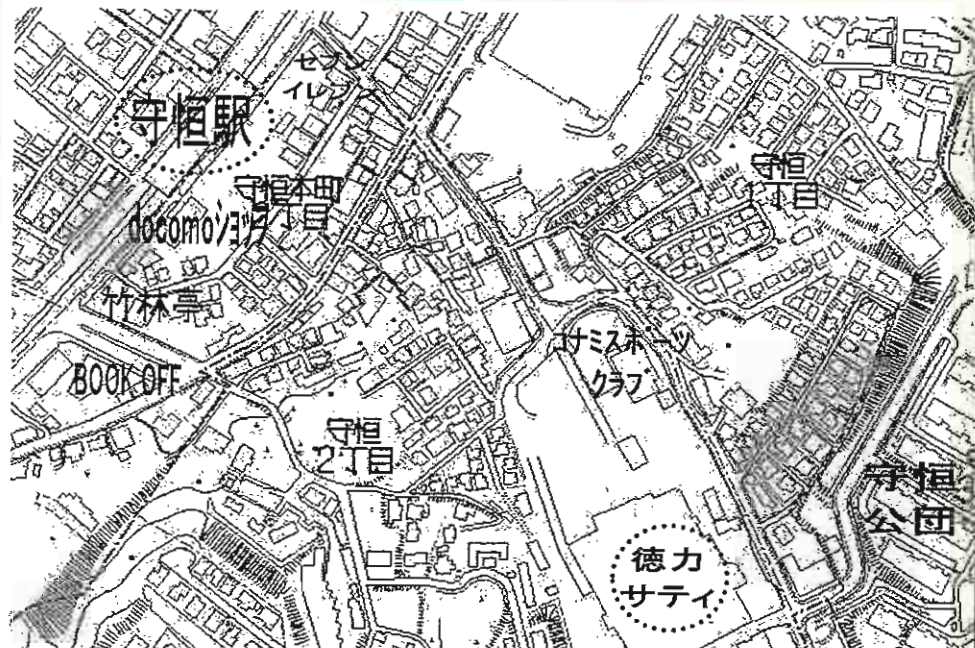 セブン
イレブン
守恒駅
守恒
1丁目
守恒本町
丁目
docomoショップ
竹林亭
コナミスポーツ
クラブ
BOOK OFF
守恒
2丁目
守恒
公団
徳力
サティ